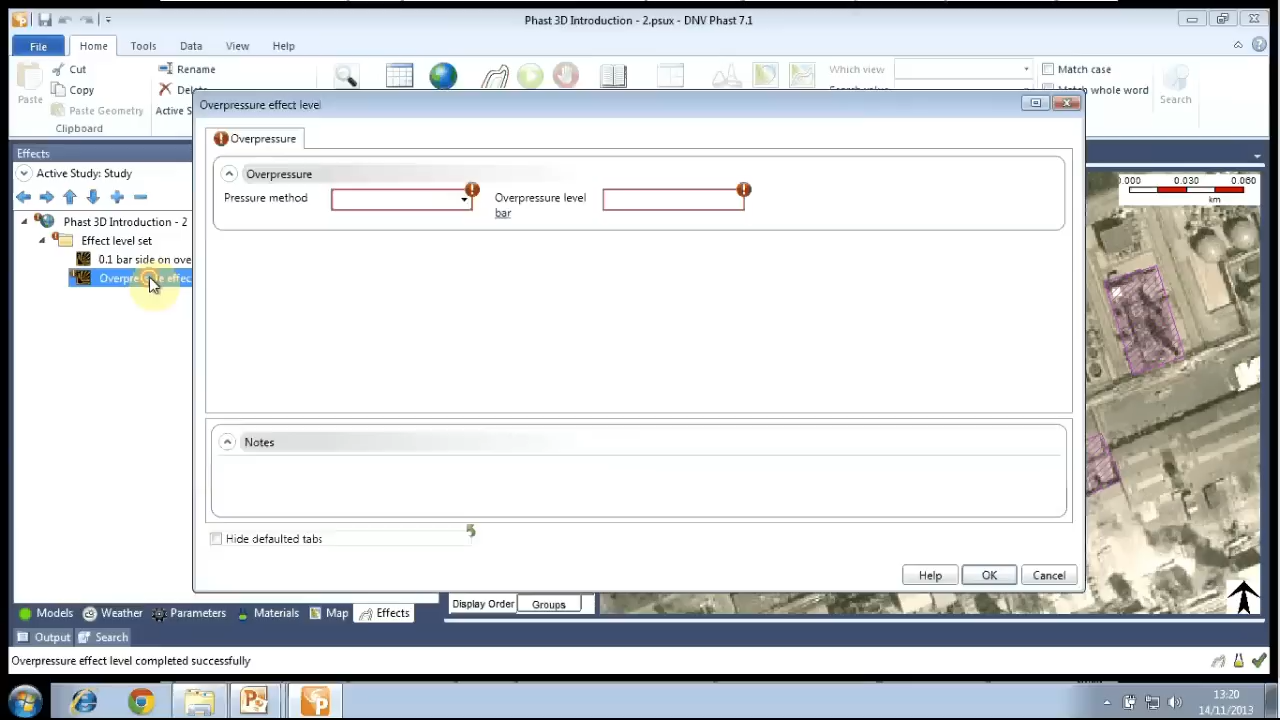 Phast 3D Introduction - 2.psux - DNV Phast 7.1
File Home Tools Data View Help
Paste
Cut
Copy
Paste Geometry
Clipboard
Rename
Active S
Which view
Match case
Match whole word
Search
Overpressure effect level
Effects
Active Study: Study
Phast 3D Introduction - 2
Effect level set
0.1 bar side on ove
Overpressure effec
Overpressure
Overpressure
Pressure method
Overpressure level
bar
Notes
Hide defaulted tabs
Help OK Cancel
0.030 0.060
km
Display Order Groups
Models Weather Parameters Materials Map Effects
Output Search
Overpressure effect level completed successfully
13:20
14/11/2013